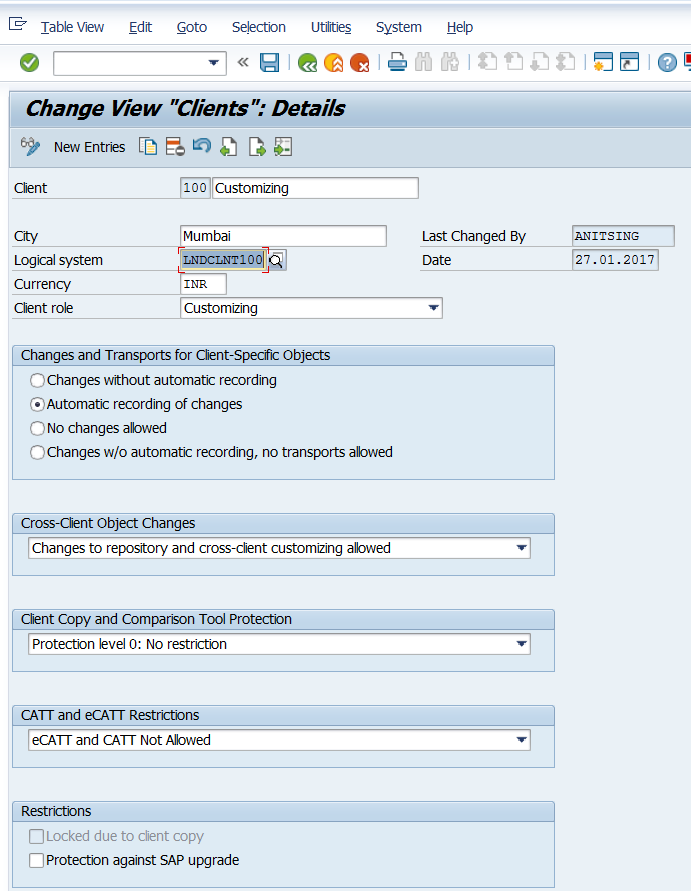 Table View Edit Goto Selection Utilities System Help
Change View "Clients": Details
New Entries
Client 100 Customizing
City Mumbai Last Changed By ANITSING
Logical system LNDCLNT100 Date 27.01.2017
Currency INR
Client role Customizing
Changes and Transports for Client-Specific Objects
Changes without automatic recording
Automatic recording of changes
No changes allowed
Changes w/o automatic recording, no transports allowed
Cross-Client Object Changes
Changes to repository and cross-client customizing allowed
Client Copy and Comparison Tool Protection
Protection level 0: No restriction
CATT and eCATT Restrictions
eCATT and CATT Not Allowed
Restrictions
Locked due to client copy
Protection against SAP upgrade